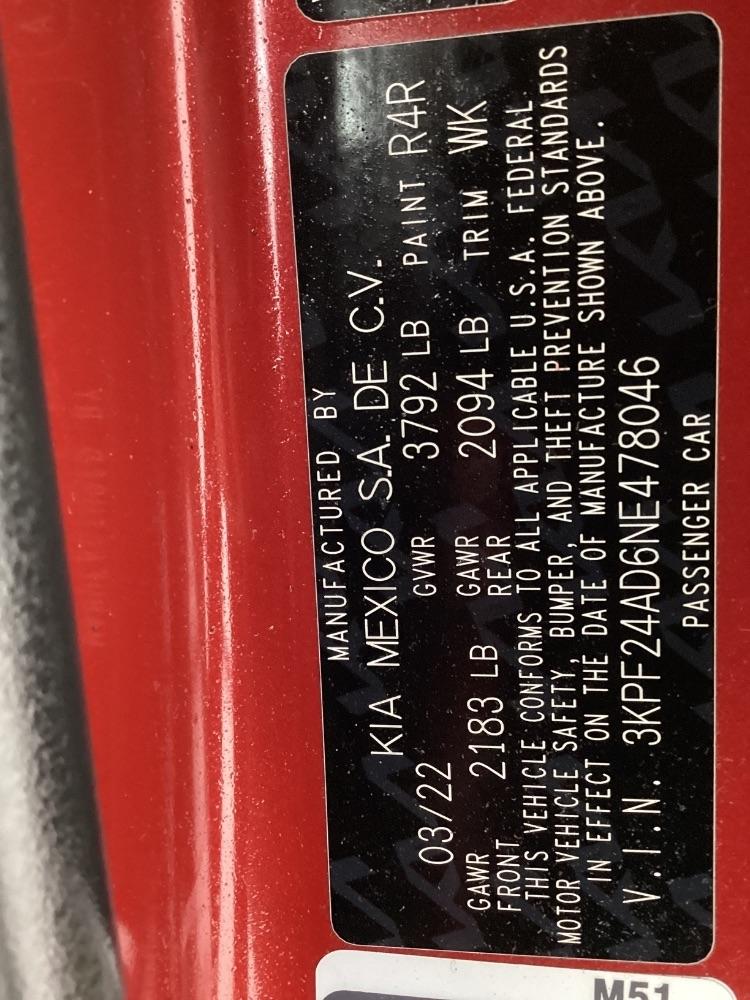 MANUFACTURED BY
KIA MEXICO S.A. DE C.V.
03/22 GVWR 3792 LB PAINT R4R
GAWR FRONT 2183 LB GAWR REAR 2094 LB TRIM WK
THIS VEHICLE CONFORMS TO ALL APPLICABLE U.S.A. FEDERAL
MOTOR VEHICLE SAFETY, BUMPER, AND THEFT PREVENTION STANDARDS
IN EFFECT ON THE DATE OF MANUFACTURE SHOWN ABOVE.
V.I.N. 3KPF24AD6NE478046
PASSENGER CAR
M51